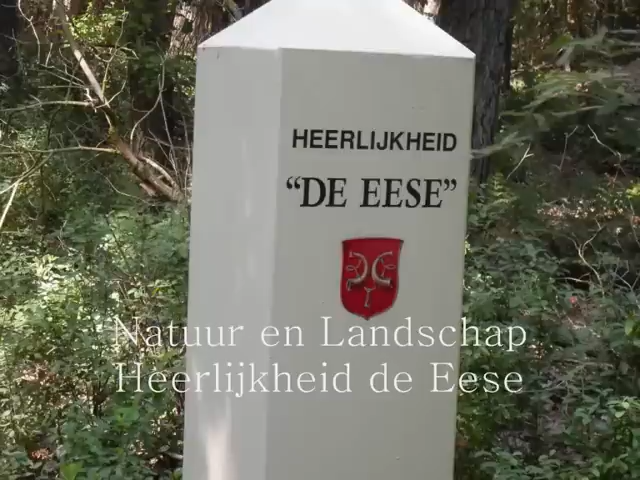 HEERLIJKHEID
“DE EESE”
Natuur en Landschap
Heerlijkheid de Eese